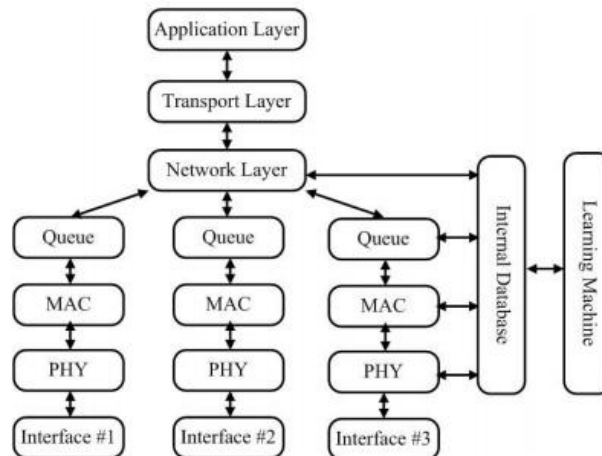 Application Layer
Transport Layer
Network Layer
Queue
Queue
Queue
MAC
MAC
MAC
PHY
PHY
PHY
Interface #1
Interface #2
Interface #3
Internal Database
Learning Machine